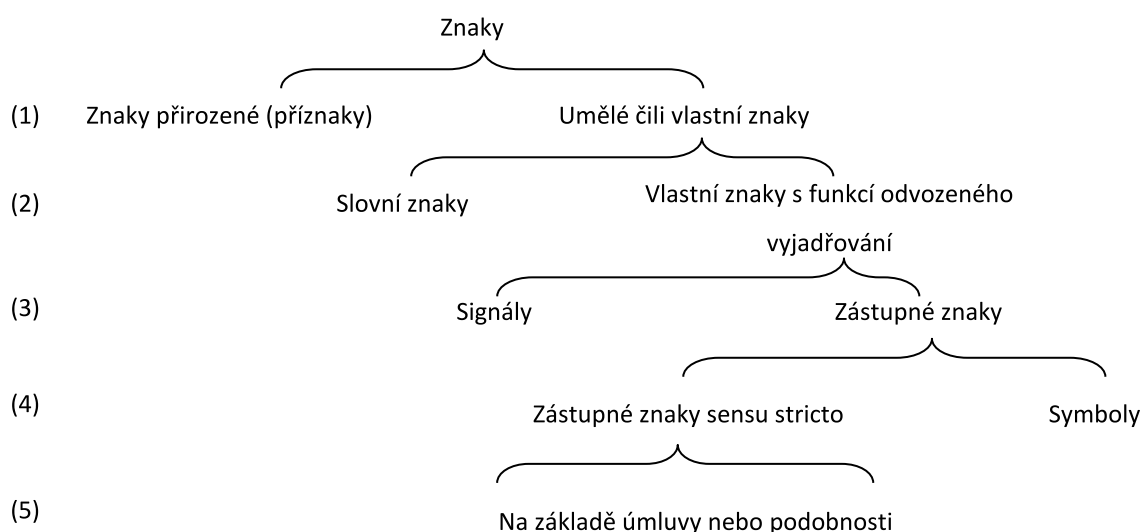 Znaky
(1) Znaky přirozené (příznaky) Umělé čili vlastní znaky
(2) Slovní znaky Vlastní znaky s funkcí odvozeného
vyjadřování
(3) Signály Zástupné znaky
(4) Zástupné znaky sensu stricto Symboly
(5) Na základě úmluvy nebo podobnosti